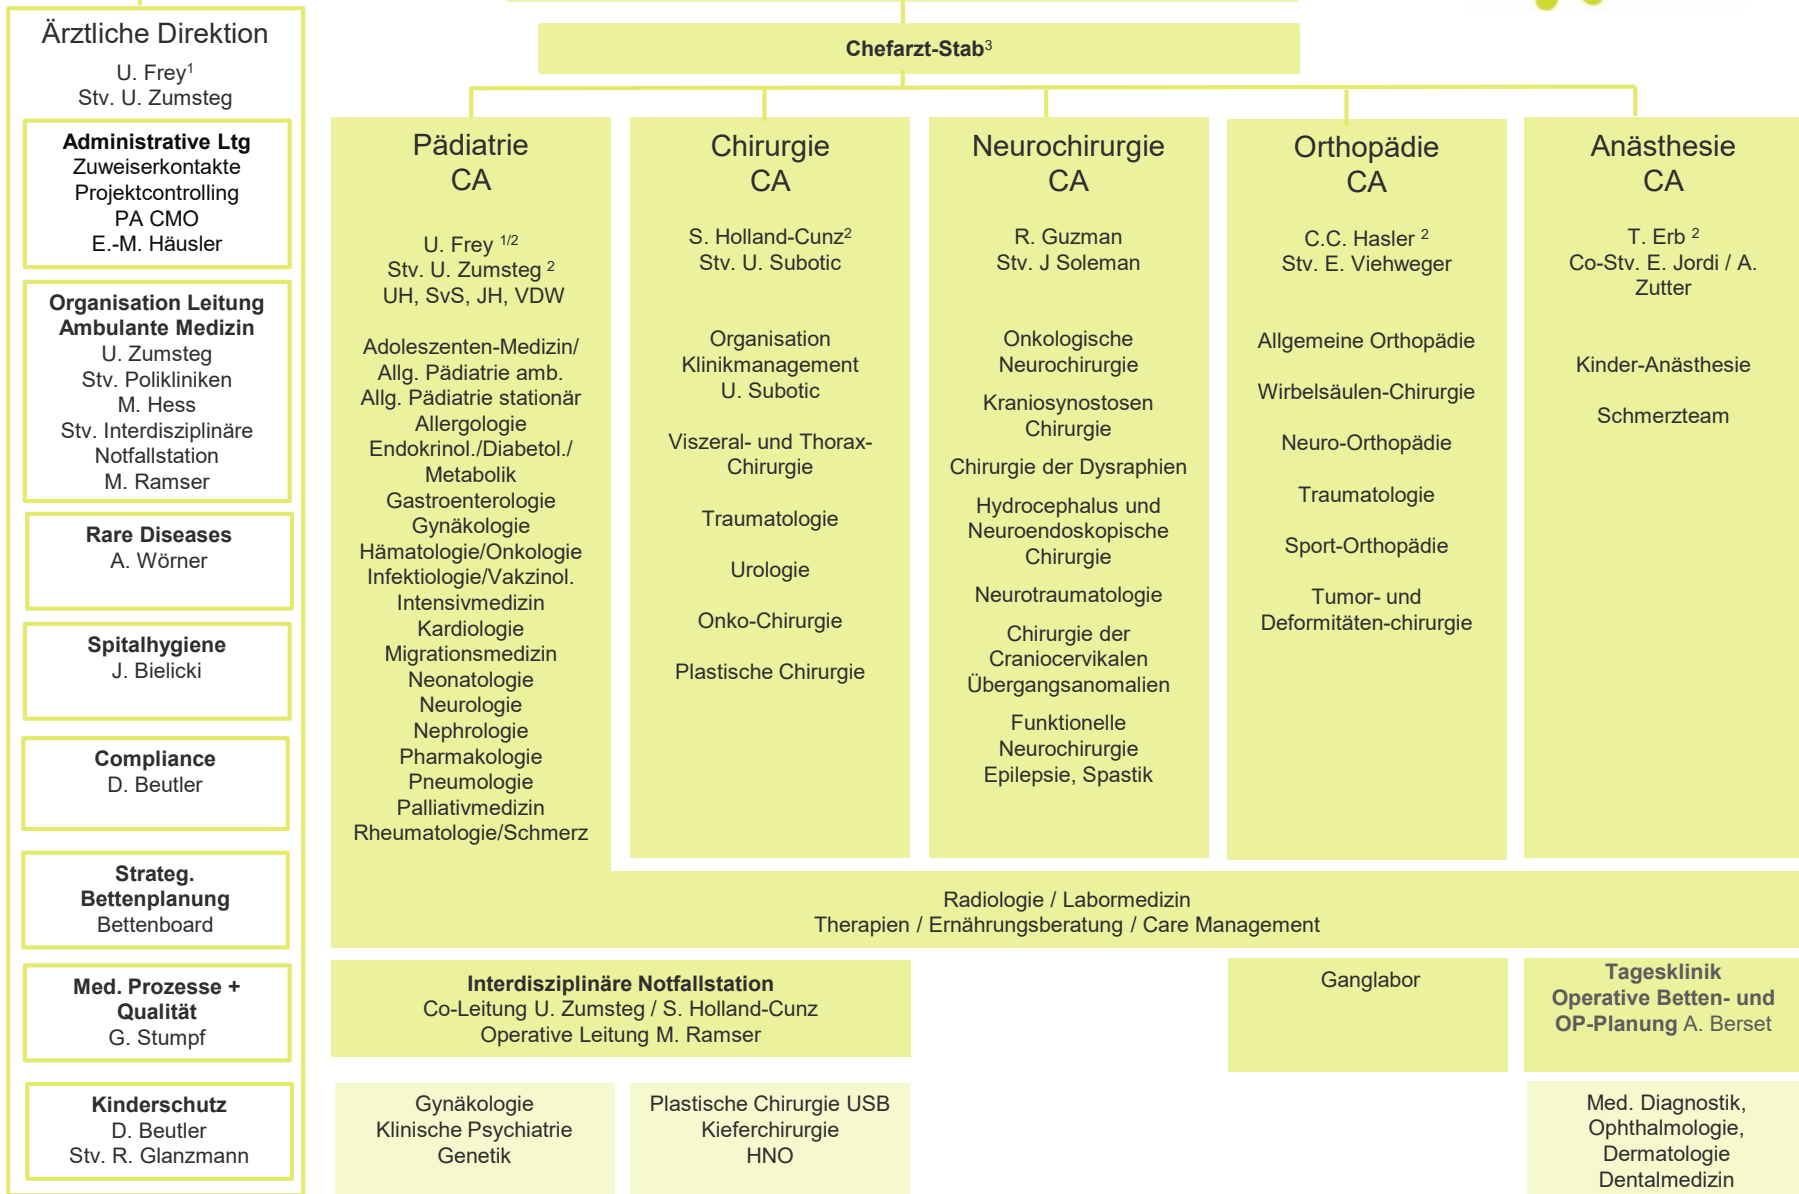 Ärztliche Direktion
U. Frey¹
Stv. U. Zumsteg
Administrative Ltg
Zuweiserkontakte
Projektcontrolling
PA CMO
E.-M. Häusler
Organisation Leitung
Ambulante Medizin
U. Zumsteg
Stv. Polikliniken
M. Hess
Stv. Interdisziplinäre
Notfallstation
M. Ramser
Rare Diseases
A. Wörner
Spitalhygiene
J. Bielicki
Compliance
D. Beutler
Strateg.
Bettenplanung
Bettenboard
Med. Prozesse +
Qualität
G. Stumpf
Kinderschutz
D. Beutler
Stv. R. Glanzmann
Chefarzt-Stab³
Pädiatrie
CA
U. Frey ¹/²
Stv. U. Zumsteg ²
UH, SvS, JH, VDW
Adoleszenten-Medizin/
Allg. Pädiatrie amb.
Allg. Pädiatrie stationär
Allergologie
Endokrinol./Diabetol./
Metabolik
Gastroenterologie
Gynäkologie
Hämatologie/Onkologie
Infektiologie/Vakzinol.
Intensivmedizin
Kardiologie
Migrationsmedizin
Neonatologie
Neurologie
Nephrologie
Pharmakologie
Pneumologie
Palliativmedizin
Rheumatologie/Schmerz
Chirurgie
CA
S. Holland-Cunz²
Stv. U. Subotic
Organisation
Klinikmanagement
U. Subotic
Viszeral- und Thorax-
Chirurgie
Traumatologie
Urologie
Onko-Chirurgie
Plastische Chirurgie
Neurochirurgie
CA
R. Guzman
Stv. J Soleman
Onkologische
Neurochirurgie
Kraniosynostosen
Chirurgie
Chirurgie der Dysraphien
Hydrocephalus und
Neuroendoskopische
Chirurgie
Neurotraumatologie
Chirurgie der
Craniocervikalen
Übergangsanomalien
Funktionelle
Neurochirurgie
Epilepsie, Spastik
Orthopädie
CA
C.C. Hasler ²
Stv. E. Viehweger
Allgemeine Orthopädie
Wirbelsäulen-Chirurgie
Neuro-Orthopädie
Traumatologie
Sport-Orthopädie
Tumor- und
Deformitäten-chirurgie
Anästhesie
CA
T. Erb ²
Co-Stv. E. Jordi / A.
Zutter
Kinder-Anästhesie
Schmerzteam
Radiologie / Labormedizin
Therapien / Ernährungsberatung / Care Management
Interdisziplinäre Notfallstation
Co-Leitung U. Zumsteg / S. Holland-Cunz
Operative Leitung M. Ramser
Ganglabor
Tagesklinik
Operative Betten- und
OP-Planung A. Berset
Gynäkologie
Klinische Psychiatrie
Genetik
Plastische Chirurgie USB
Kieferchirurgie
HNO
Med. Diagnostik,
Ophthalmologie,
Dermatologie
Dentalmedizin